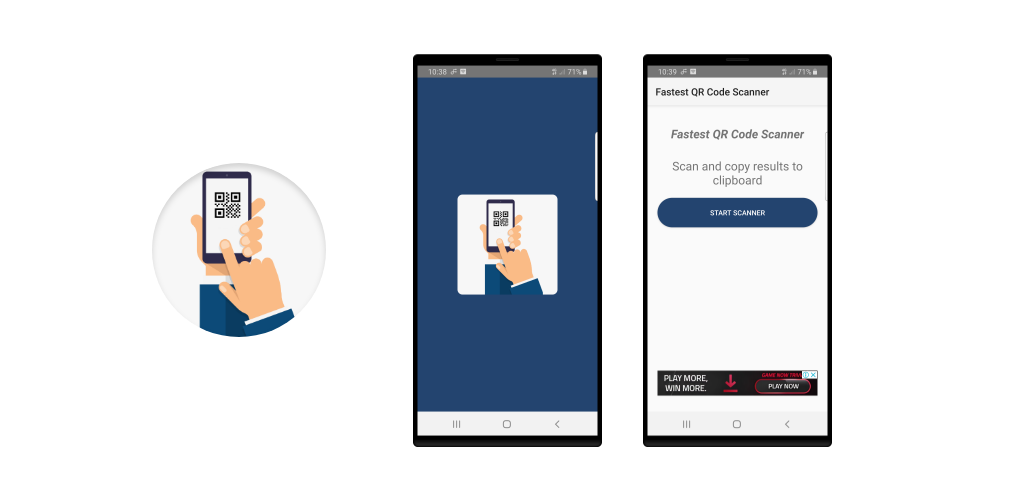 10:38
71%
10:39
71%
Fastest QR Code Scanner
Fastest QR Code Scanner
Scan and copy results to
clipboard
START SCANNER
PLAY MORE,
WIN MORE.
PLAY NOW